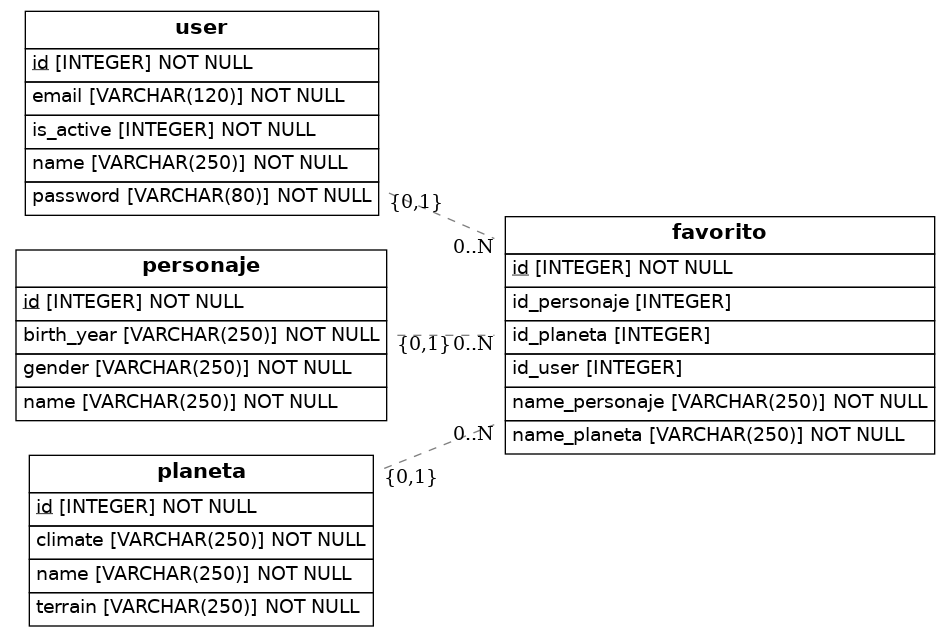 user
id [INTEGER] NOT NULL
email [VARCHAR(120)] NOT NULL
is_active [INTEGER] NOT NULL
name [VARCHAR(250)] NOT NULL
password [VARCHAR(80)] NOT NULL
{0,1}
0..N
personaje
id [INTEGER] NOT NULL
birth_year [VARCHAR(250)] NOT NULL
gender [VARCHAR(250)] NOT NULL
name [VARCHAR(250)] NOT NULL
{0,1}
0..N
planeta
id [INTEGER] NOT NULL
climate [VARCHAR(250)] NOT NULL
name [VARCHAR(250)] NOT NULL
terrain [VARCHAR(250)] NOT NULL
{0,1}
0..N
favorito
id [INTEGER] NOT NULL
id_personaje [INTEGER]
id_planeta [INTEGER]
id_user [INTEGER]
name_personaje [VARCHAR(250)] NOT NULL
name_planeta [VARCHAR(250)] NOT NULL